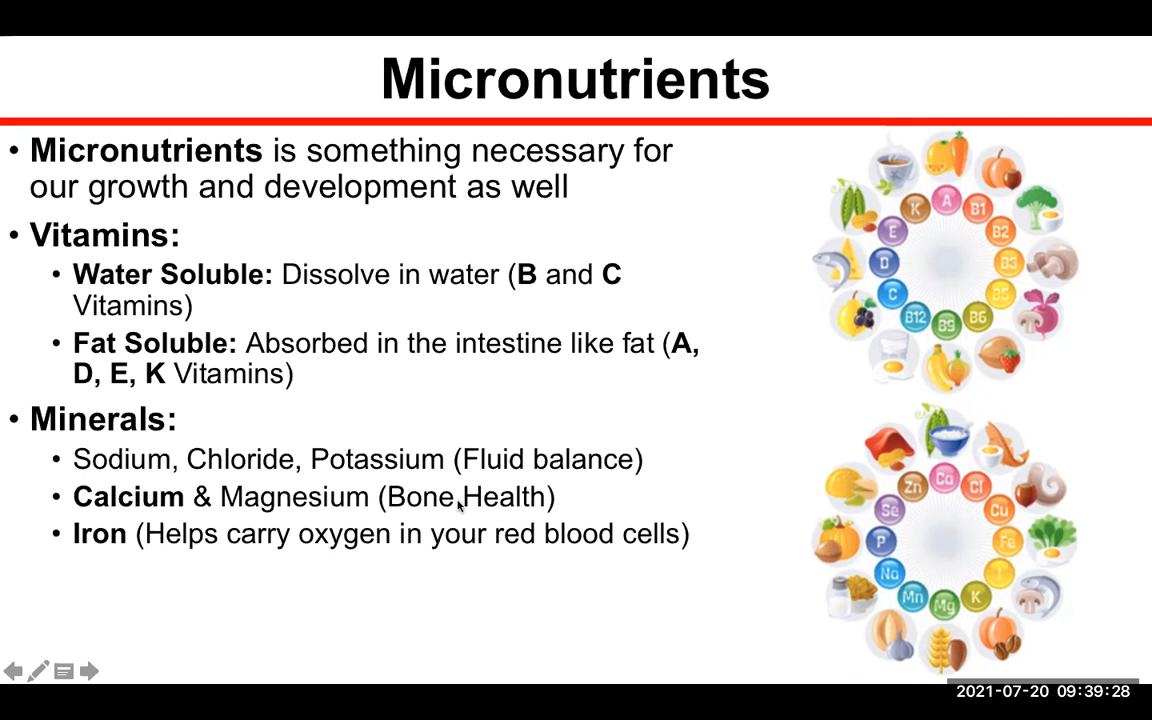 Micronutrients
• Micronutrients is something necessary for
our growth and development as well
• Vitamins:
• Water Soluble: Dissolve in water (B and C
Vitamins)
• Fat Soluble: Absorbed in the intestine like fat (A,
D, E, K Vitamins)
• Minerals:
• Sodium, Chloride, Potassium (Fluid balance)
• Calcium & Magnesium (Bone Health)
• Iron (Helps carry oxygen in your red blood cells)
A
B1
B2
B3
B5
B6
B9
B12
C
D
E
K
Ca
Cl
Cu
Fe
I
K
Mg
Mn
Na
P
Se
Zn
2021-07-20 09:39:28